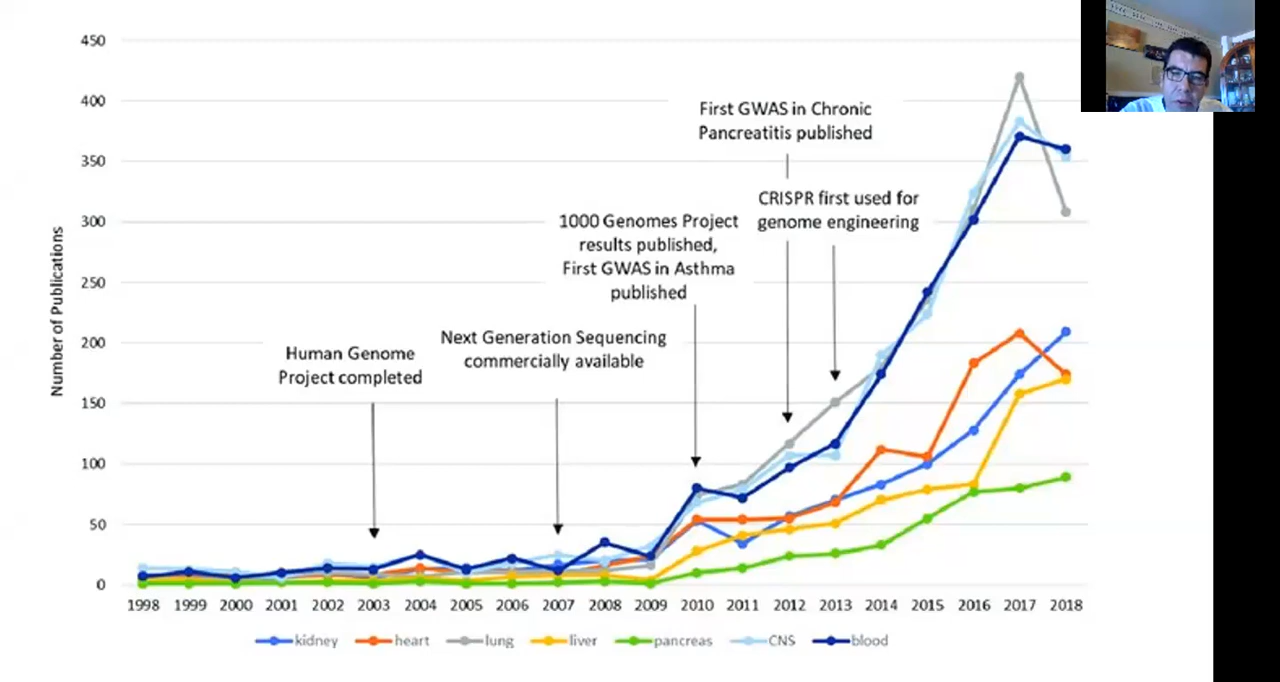 450
400
350
300
250
200
150
100
50
0
Number of Publications
First GWAS in Chronic
Pancreatitis published
CRISPR first used for
genome engineering
1000 Genomes Project
results published,
First GWAS in Asthma
published
Next Generation Sequencing
commercially available
Human Genome
Project completed
1998 1999 2000 2001 2002 2003 2004 2005 2006 2007 2008 2009 2010 2011 2012 2013 2014 2015 2016 2017 2018
kidney heart lung liver pancreas CNS blood